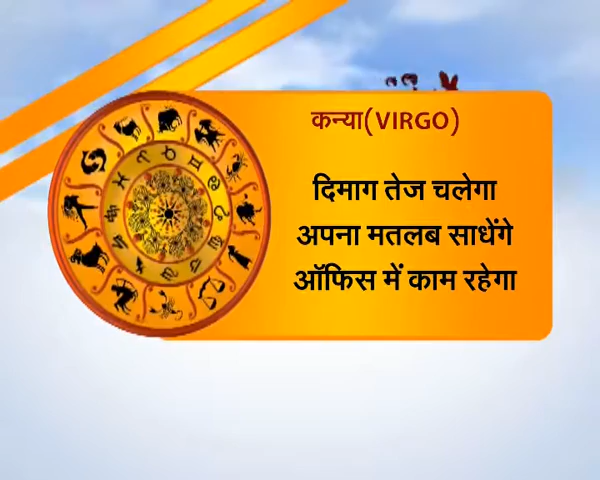 कन्या(VIRGO)
दिमाग तेज चलेगा
अपना मतलब साधेंगे
ऑफिस में काम रहेगा